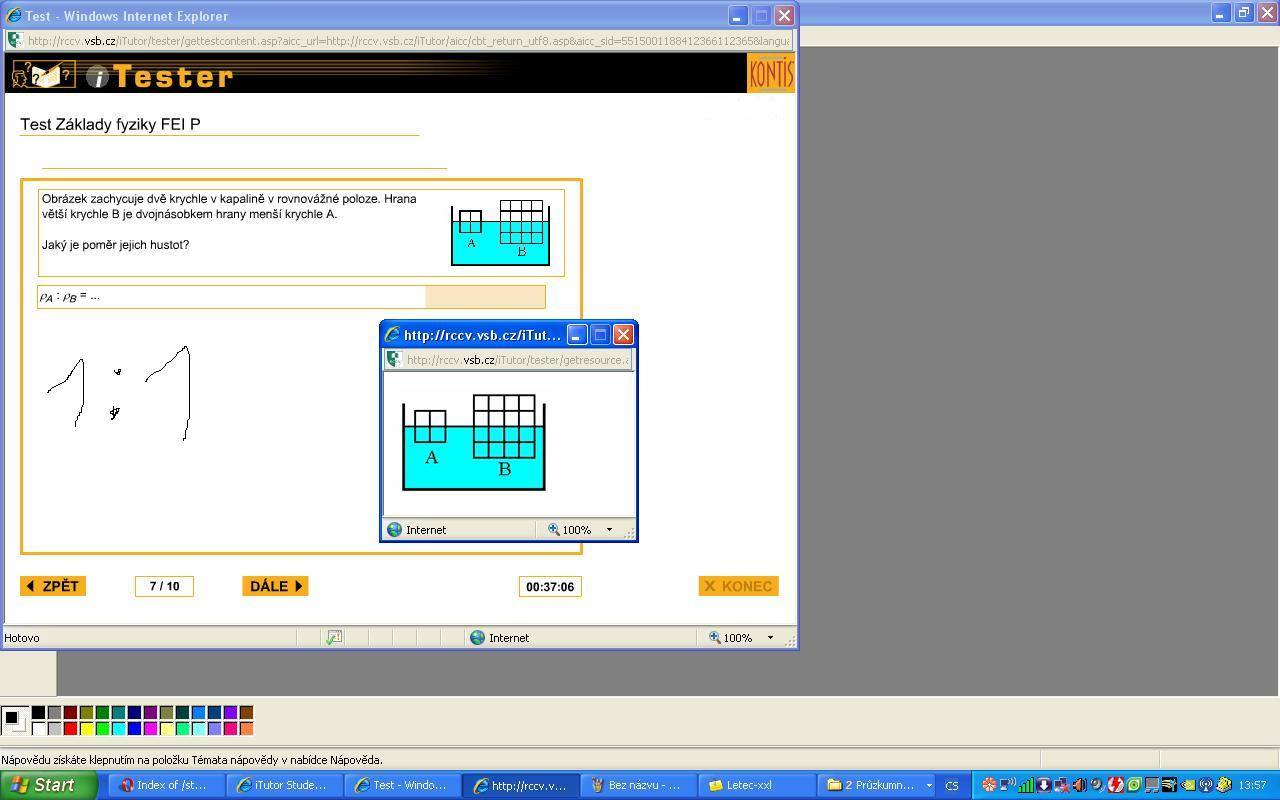 Test - Windows Internet Explorer
http://rccv.vsb.cz/iTutor/tester/gettestcontent.asp?aicc_url=http://rccv.vsb.cz/iTutor/aicc/cbt_return_utf8.asp&aicc_sid=5515001188412366112365&langua
i Tester
KONTIS
Test Základy fyziky FEI P
Obrázek zachycuje dvě krychle v kapalině v rovnovážné poloze. Hrana
větší krychle B je dvojnásobkem hrany menší krychle A.
Jaký je poměr jejich hustot?
A
B
ρA : ρB = ...
1 : 1
http://rccv.vsb.cz/iTut...
http://rccv.vsb.cz/iTutor/tester/getresource.a
A
B
Internet
100%
ZPĚT
7 / 10
DÁLE
00:37:06
X KONEC
Hotovo
Internet
100%
Nápovědu získáte klepnutím na položku Témata nápovědy v nabídce Nápověda.
Start
Index of /st...
iTutor Stude...
Test - Windo...
http://rccv.v...
Bez názvu - ...
Letec-xxl
2 Průzkumn...
CS
13:57